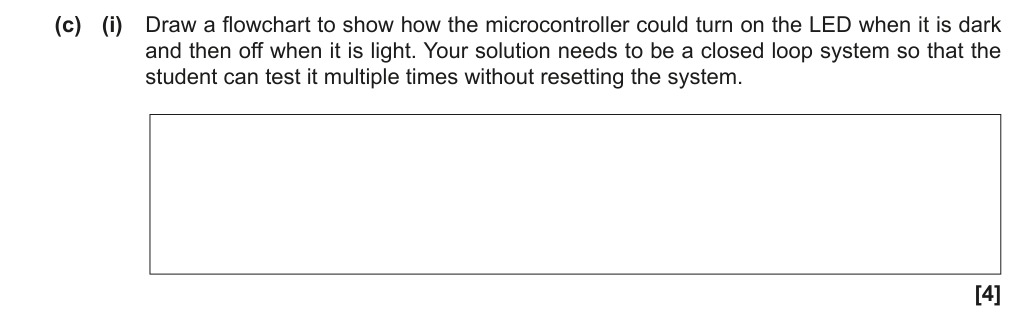 (c) (i) Draw a flowchart to show how the microcontroller could turn on the LED when it is dark
and then off when it is light. Your solution needs to be a closed loop system so that the
student can test it multiple times without resetting the system.
[4]